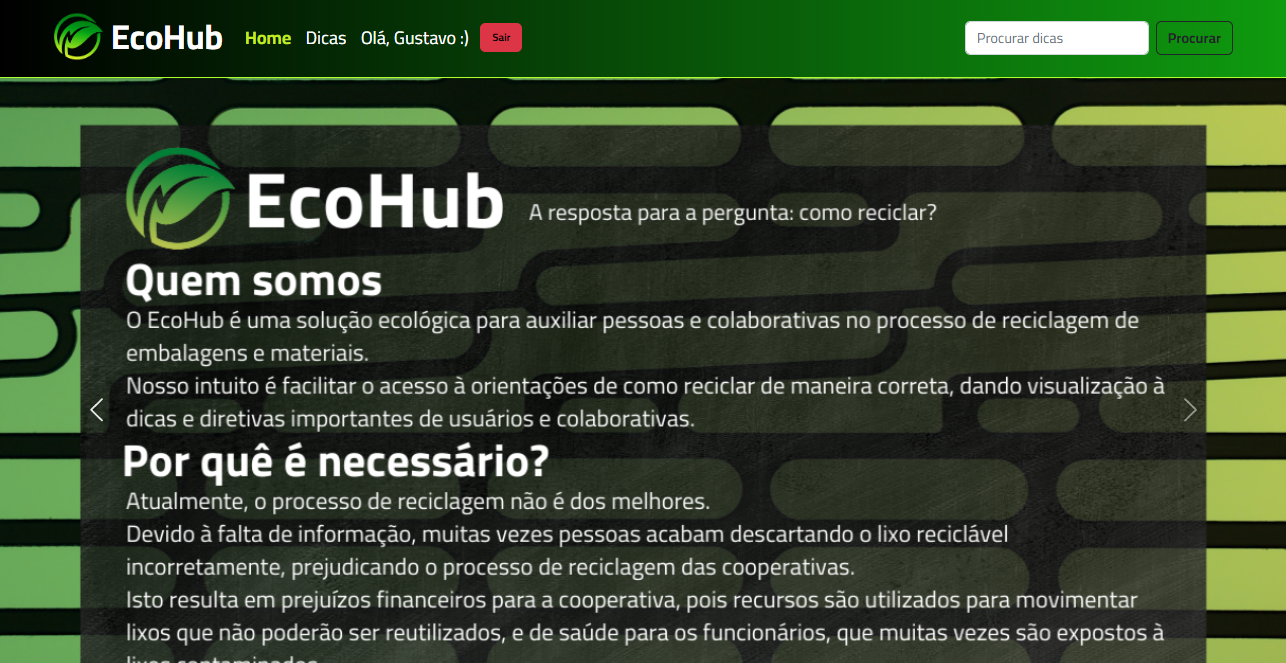 EcoHub Home Dicas Olá, Gustavo :) Sair Procurar dicas Procurar
EcoHub A resposta para a pergunta: como reciclar?
Quem somos
O EcoHub é uma solução ecológica para auxiliar pessoas e colaborativas no processo de reciclagem de
embalagens e materiais.
Nosso intuito é facilitar o acesso à orientações de como reciclar de maneira correta, dando visualização à
dicas e diretivas importantes de usuários e colaborativas.
Por quê é necessário?
Atualmente, o processo de reciclagem não é dos melhores.
Devido à falta de informação, muitas vezes pessoas acabam descartando o lixo reciclável
incorretamente, prejudicando o processo de reciclagem das cooperativas.
Isto resulta em prejuízos financeiros para a cooperativa, pois recursos são utilizados para movimentar
lixos que não poderão ser reutilizados, e de saúde para os funcionários, que muitas vezes são expostos à
lixos contaminados.